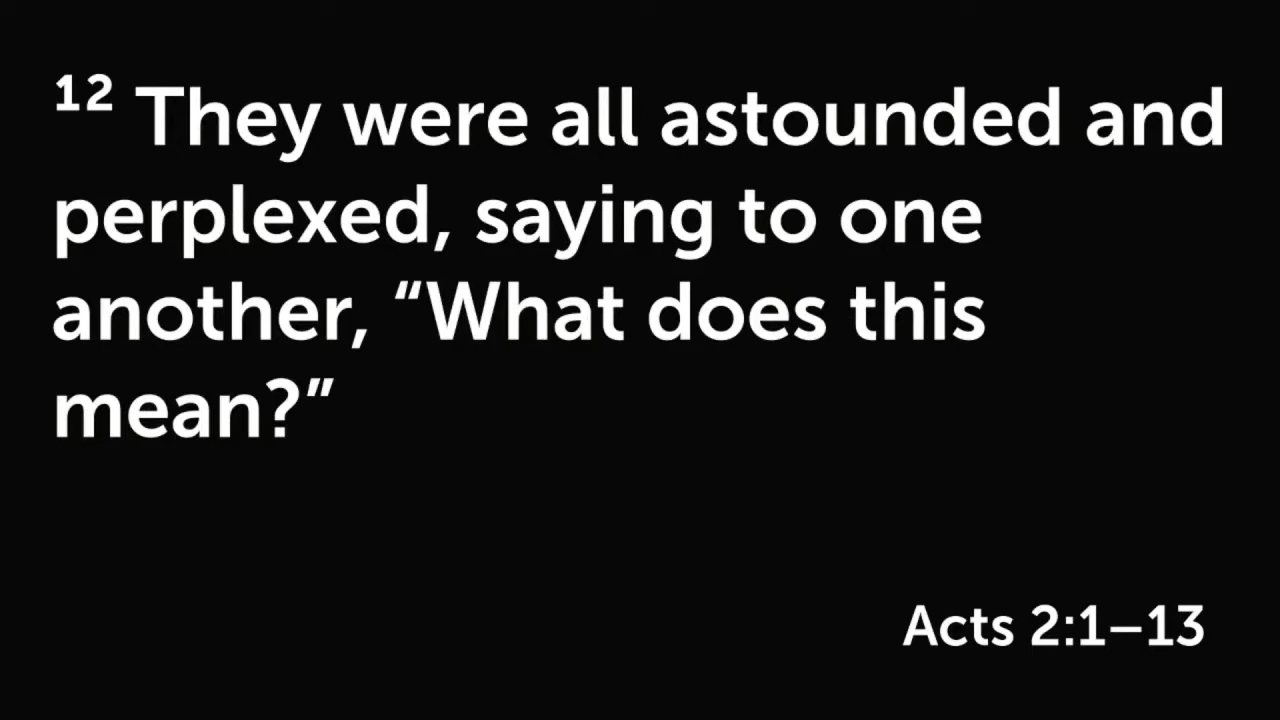 ¹² They were all astounded and
perplexed, saying to one
another, “What does this
mean?”
Acts 2:1–13